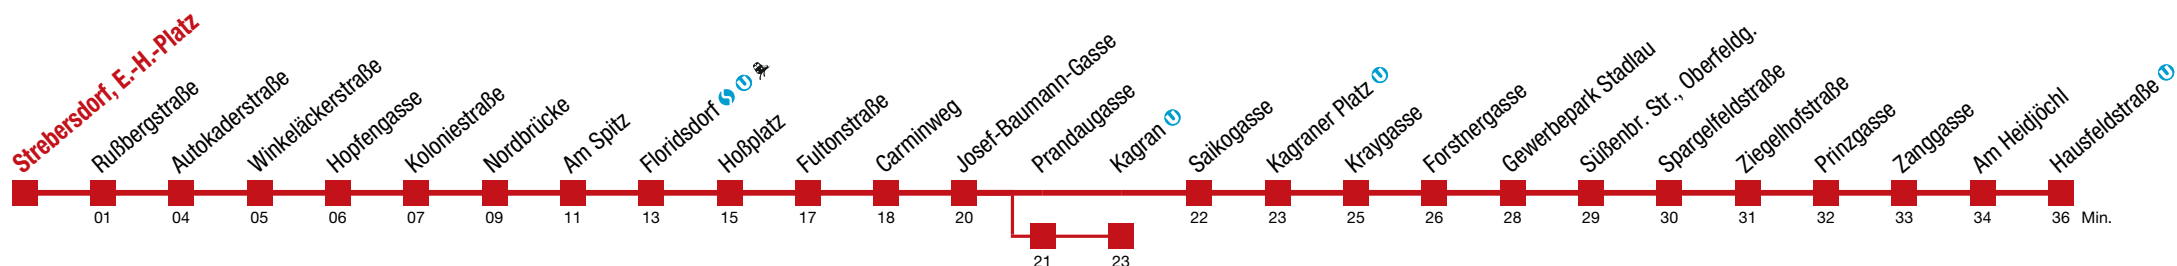 Strebersdorf, E.-H.-Platz
Rußbergstraße
Autokaderstraße
Winkeläckerstraße
Hopfengasse
Koloniestraße
Nordbrücke
Am Spitz
Floridsdorf
Hoßplatz
Fultonstraße
Carminweg
Josef-Baumann-Gasse
Prandaugasse
Kagran U
Saikogasse
Kagraner Platz U
Kraygasse
Forstnergasse
Gewerbepark Stadlau
Süßenbr. Str., Oberfeldg.
Spargelfeldstraße
Ziegelhofstraße
Prinzgasse
Zanggasse
Am Heidjöchl
Hausfeldstraße U
01 04 05 06 07 09 11 13 15 17 18 20 22 23 25 26 28 29 30 31 32 33 34 36 Min.
21 23